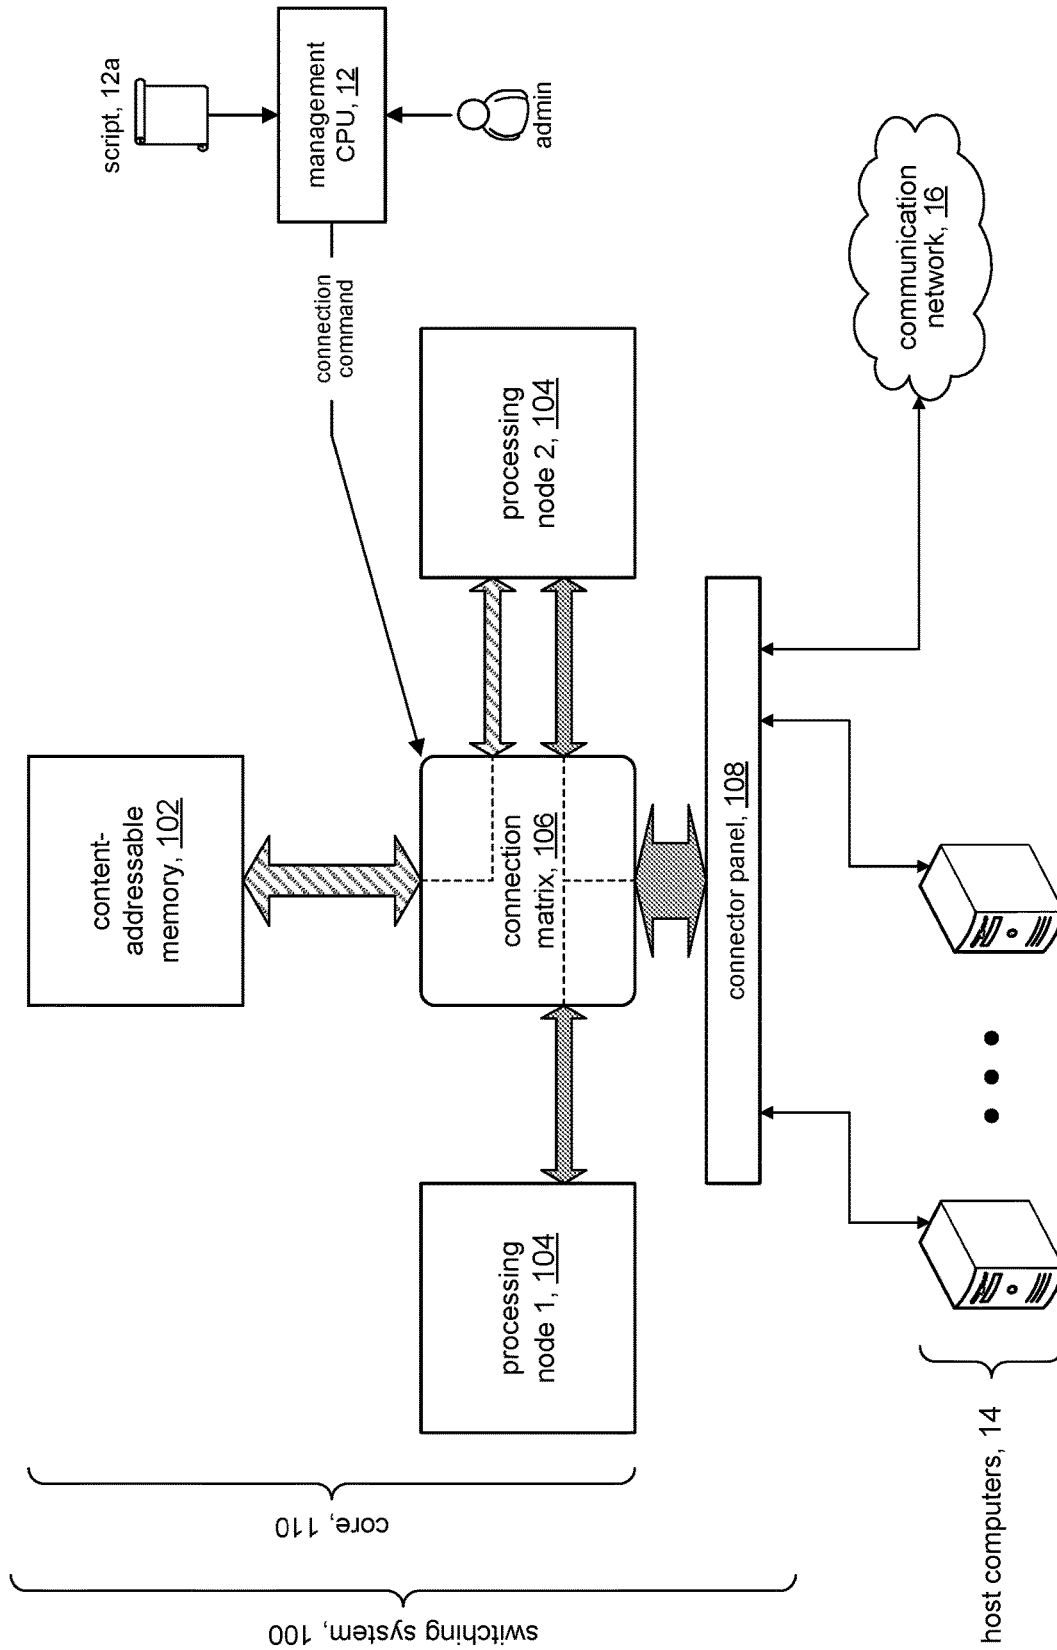 script, 12a
management
CPU, 12
admin
connection
command
content-
addressable
memory, 102
processing
node 1, 104
connection
matrix, 106
processing
node 2, 104
connector panel, 108
communication
network, 16
core, 110
switching system, 100
host computers, 14